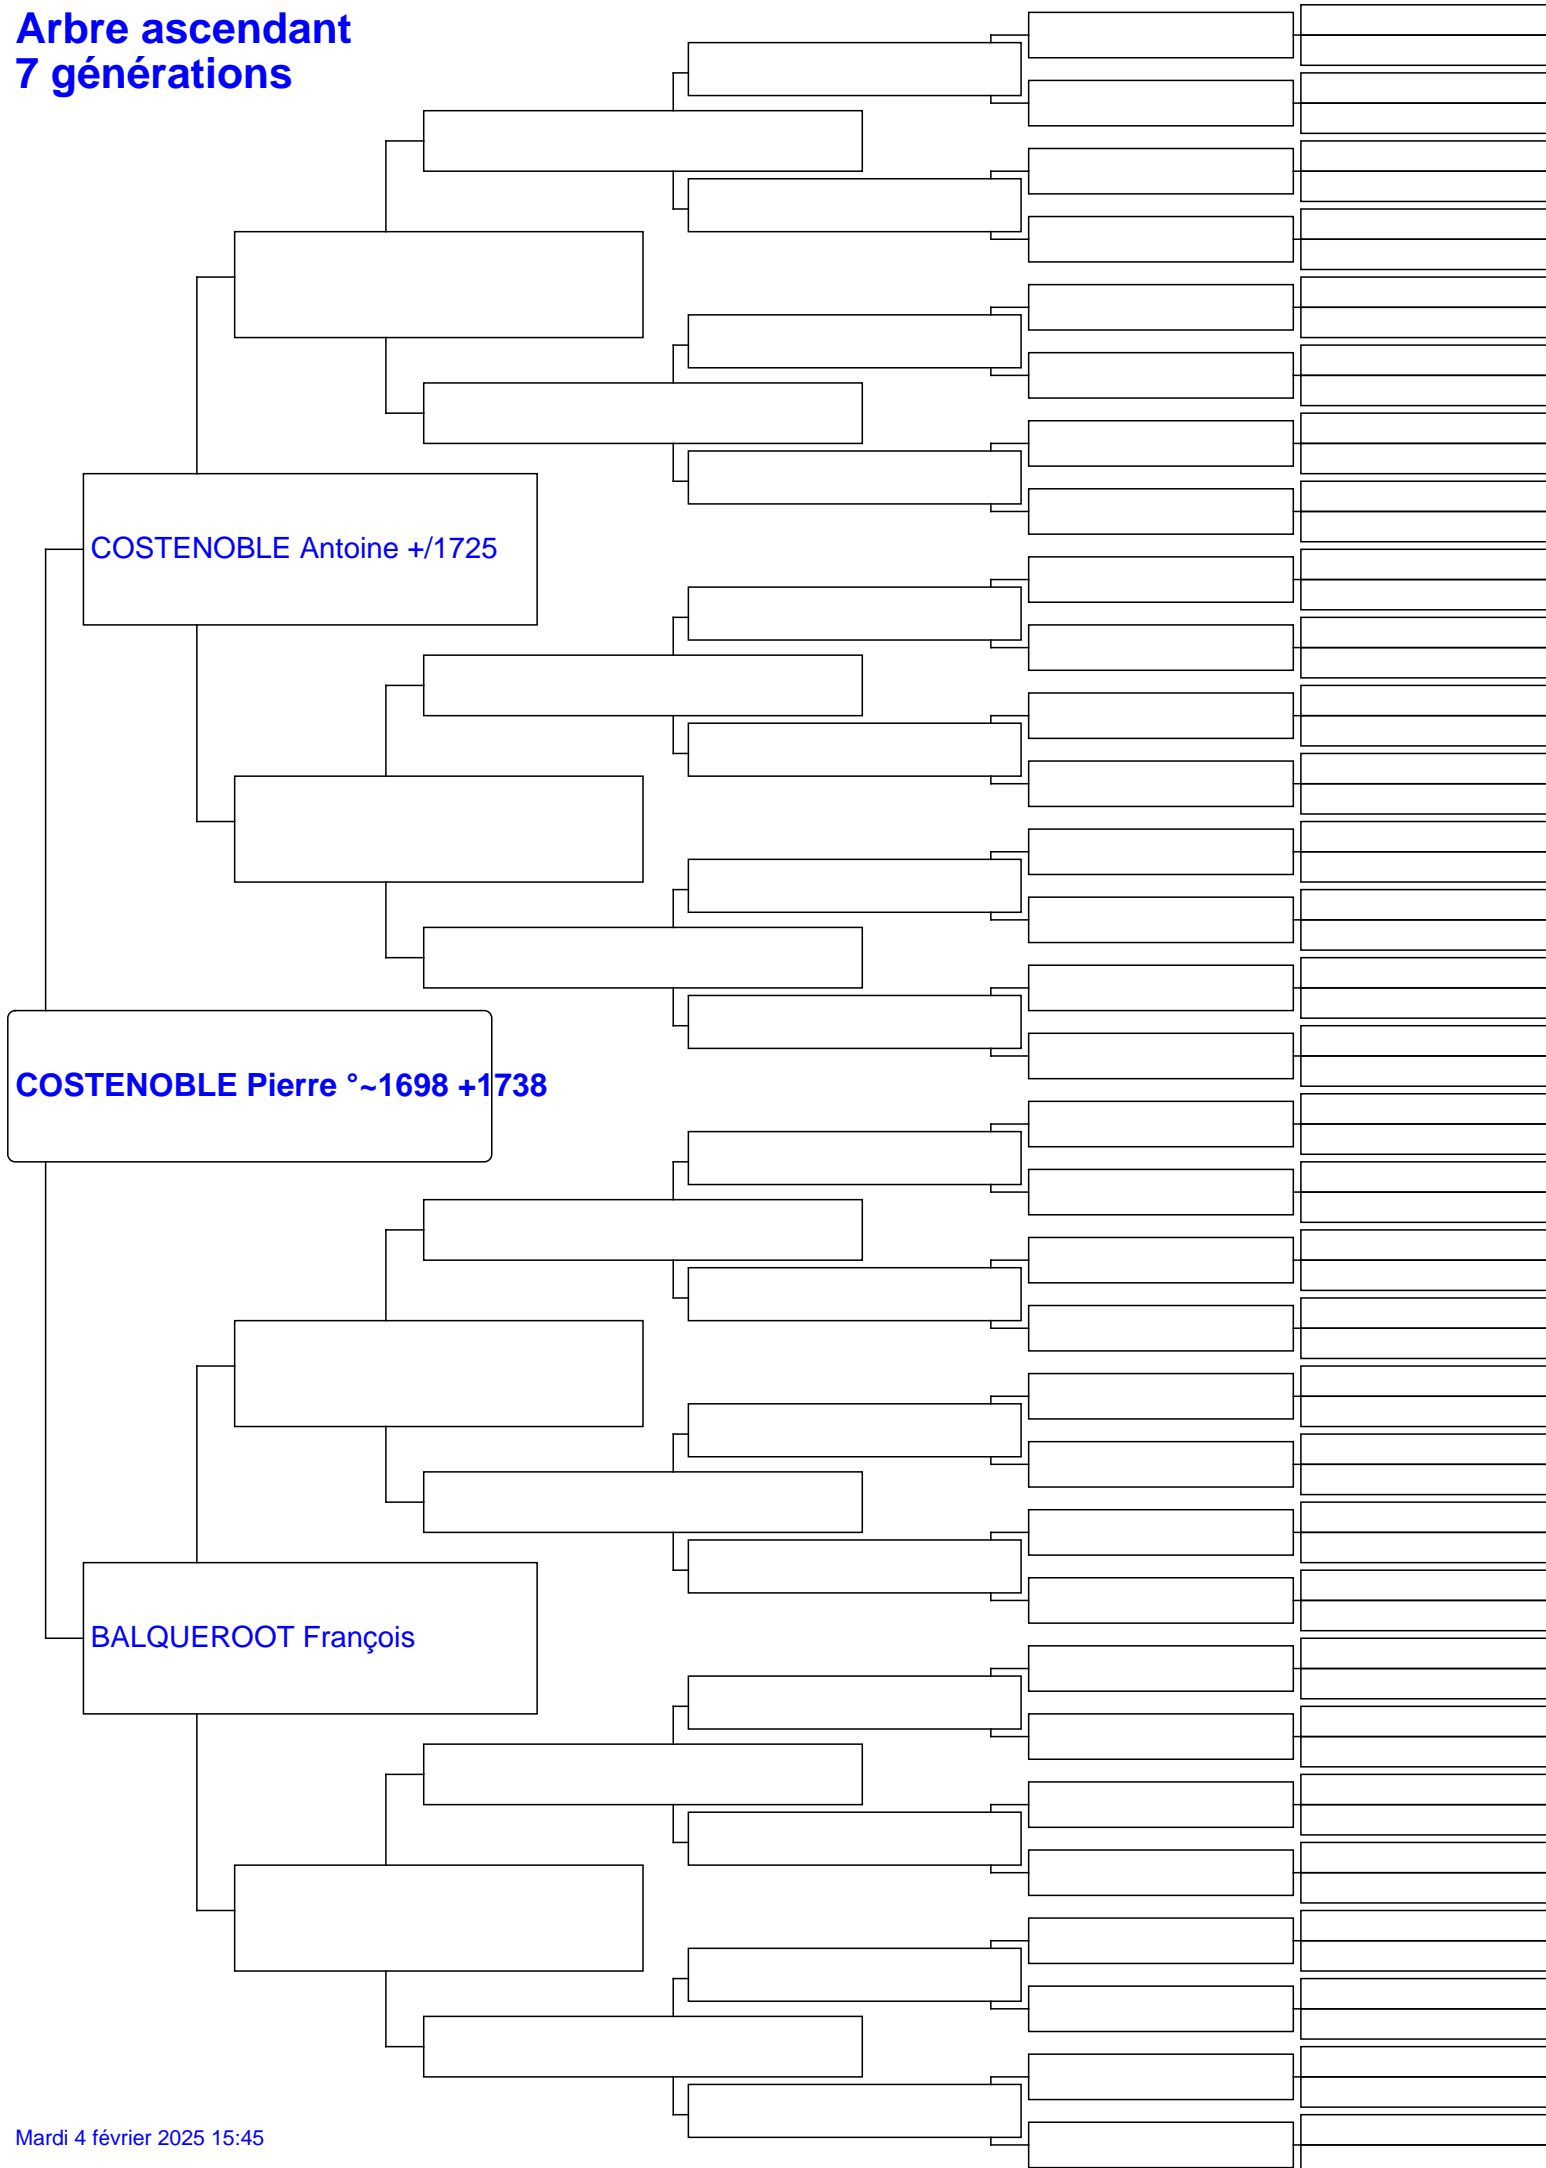 Arbre ascendant
7 générations
COSTENOBLE Antoine +/1725
COSTENOBLE Pierre °~1698 +1738
BALQUEROOT François
Mardi 4 février 2025 15:45